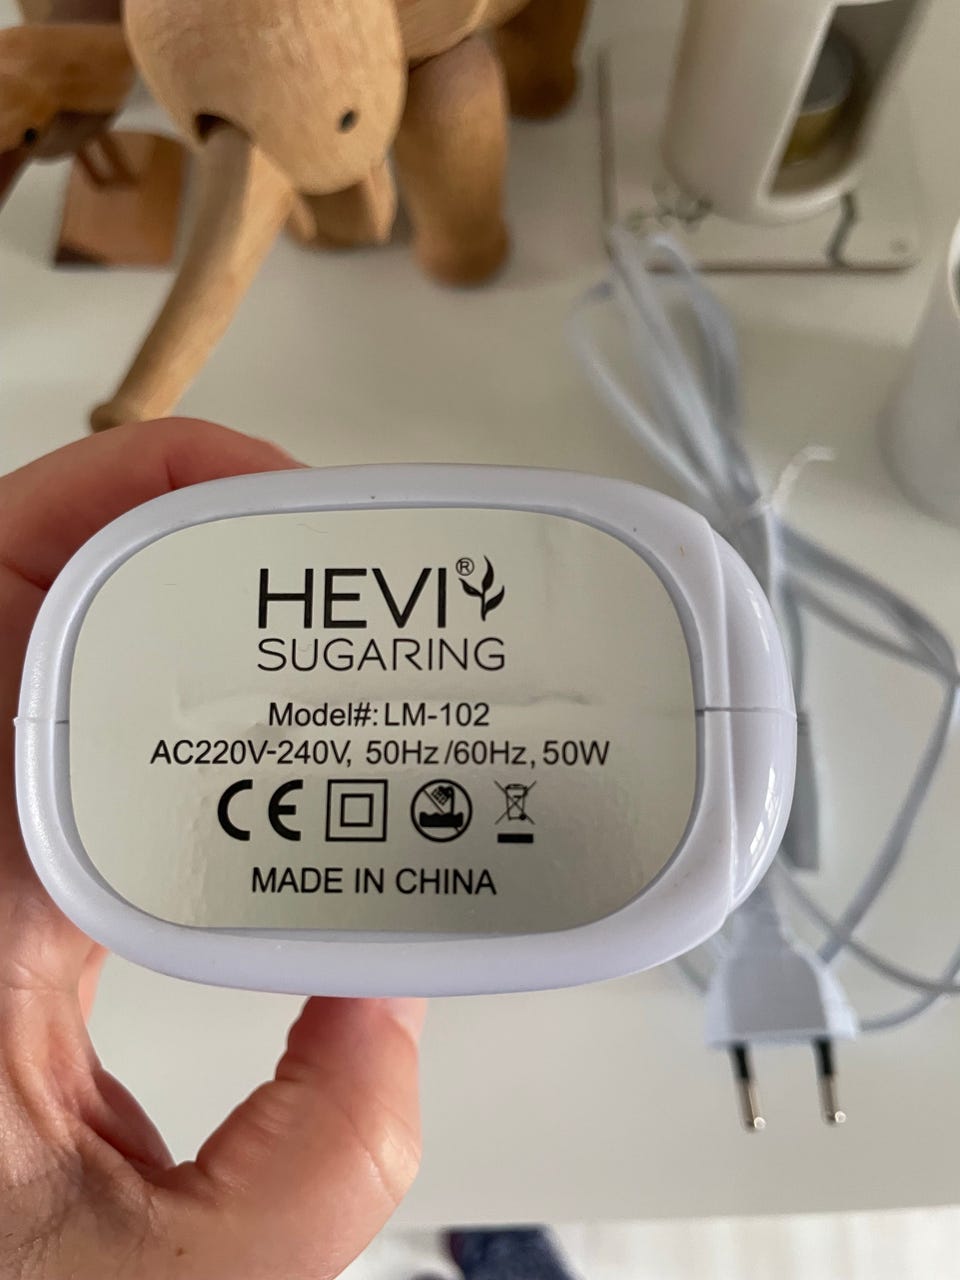 HEVI®
SUGARING
Model#: LM-102
AC220V-240V, 50Hz/60Hz, 50W
CE
MADE IN CHINA